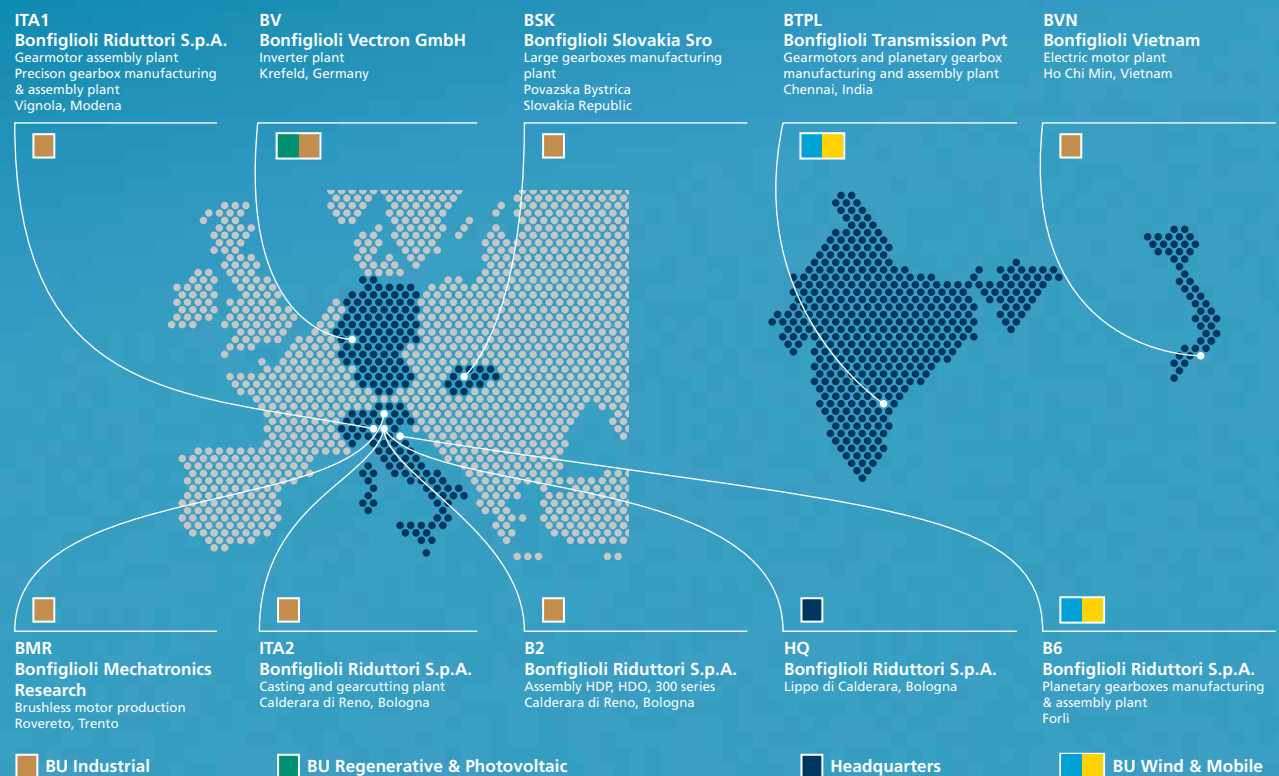 ITA1
Bonfiglioli Riduttori S.p.A.
Gearmotor assembly plant
Precison gearbox manufacturing
& assembly plant
Vignola, Modena
BV
Bonfiglioli Vectron GmbH
Inverter plant
Krefeld, Germany
BSK
Bonfiglioli Slovakia Sro
Large gearboxes manufacturing
plant
Povazska Bystrica
Slovakia Republic
BTPL
Bonfiglioli Transmission Pvt
Gearmotors and planetary gearbox
manufacturing and assembly plant
Chennai, India
BVN
Bonfiglioli Vietnam
Electric motor plant
Ho Chi Min, Vietnam
BMR
Bonfiglioli Mechatronics
Research
Brushless motor production
Rovereto, Trento
ITA2
Bonfiglioli Riduttori S.p.A.
Casting and gearcutting plant
Calderara di Reno, Bologna
B2
Bonfiglioli Riduttori S.p.A.
Assembly HDP, HDO, 300 series
Calderara di Reno, Bologna
HQ
Bonfiglioli Riduttori S.p.A.
Lippo di Calderara, Bologna
B6
Bonfiglioli Riduttori S.p.A.
Planetary gearboxes manufacturing
& assembly plant
Forlì
BU Industrial
BU Regenerative & Photovoltaic
Headquarters
BU Wind & Mobile